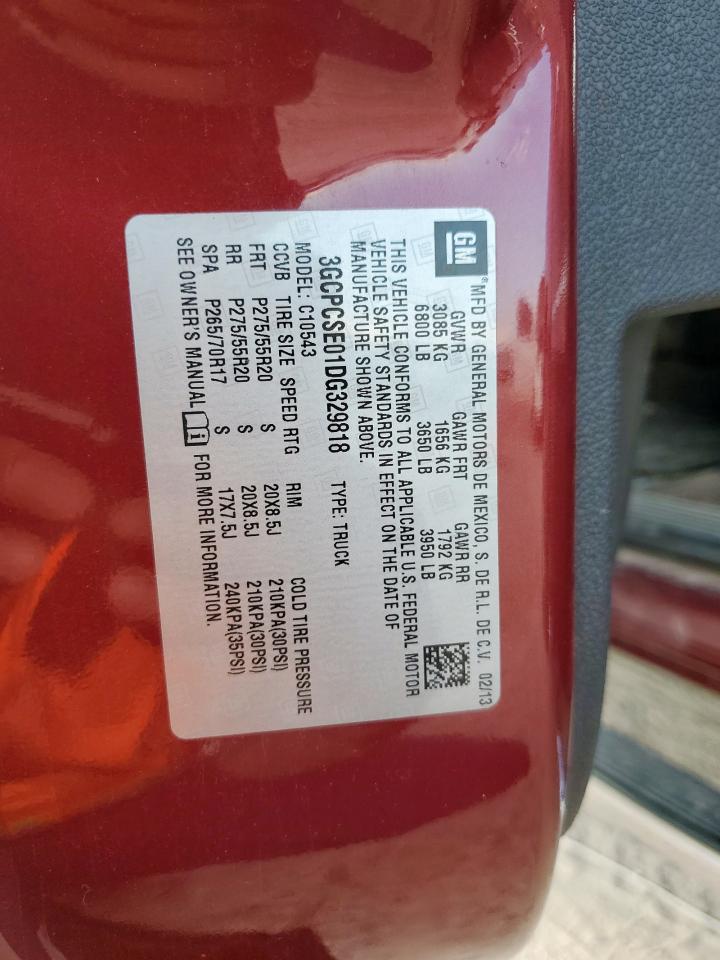 GM ® MFD BY GENERAL MOTORS DE MEXICO, S. DE R.L. DE C.V. 02/13
GVWR GAWR FRT GAWR RR
3085 KG 1656 KG 1792 KG
6800 LB 3650 LB 3950 LB
THIS VEHICLE CONFORMS TO ALL APPLICABLE U.S. FEDERAL MOTOR
VEHICLE SAFETY STANDARDS IN EFFECT ON THE DATE OF
MANUFACTURE SHOWN ABOVE.
3GCPCSE01DG329818 TYPE: TRUCK
MODEL: C10543
CCVB TIRE SIZE SPEED RTG RIM COLD TIRE PRESSURE
FRT P275/55R20 S 20X8.5J 210KPA(30PSI)
RR P275/55R20 S 20X8.5J 210KPA(30PSI)
SPA P265/70R17 S 17X7.5J 240KPA(35PSI)
SEE OWNER'S MANUAL FOR MORE INFORMATION.